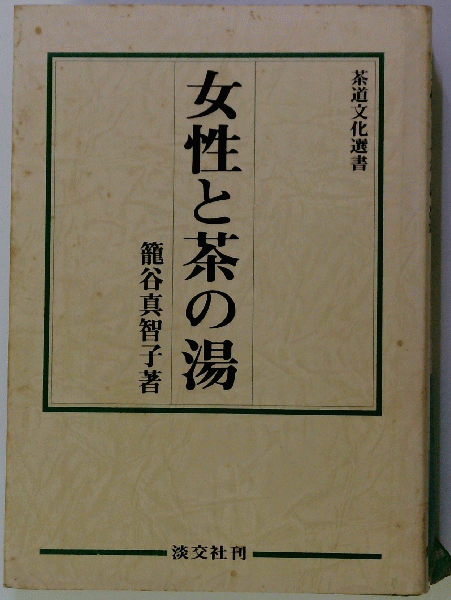 茶道文化選書
女性と茶の湯
籠谷真智子著
淡交社刊